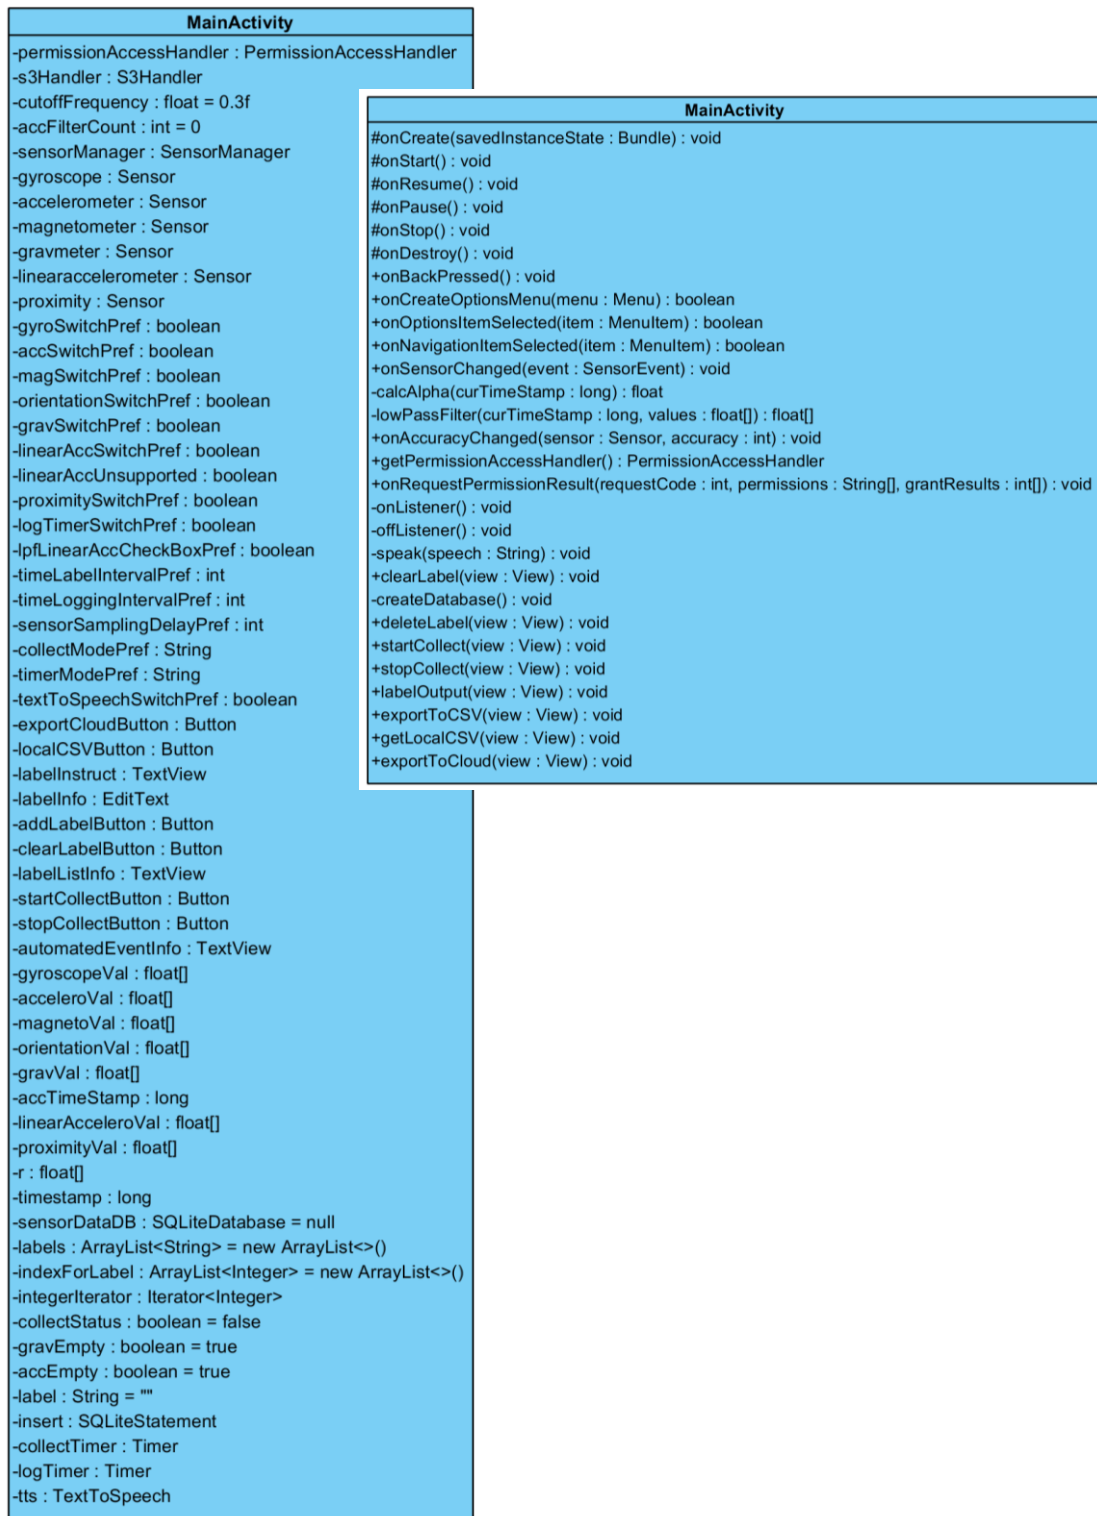 MainActivity
-permissionAccessHandler : PermissionAccessHandler
-s3Handler : S3Handler
-cutoffFrequency : float = 0.3f
-accFilterCount : int = 0
-sensorManager : SensorManager
-gyroscope : Sensor
-accelerometer : Sensor
-magnetometer : Sensor
-gravmeter : Sensor
-linearaccelerometer : Sensor
-proximity : Sensor
-gyroSwitchPref : boolean
-accSwitchPref : boolean
-magSwitchPref : boolean
-orientationSwitchPref : boolean
-gravSwitchPref : boolean
-linearAccSwitchPref : boolean
-linearAccUnsupported : boolean
-proximitySwitchPref : boolean
-logTimerSwitchPref : boolean
-lpfLinearAccCheckBoxPref : boolean
-timeLabelIntervalPref : int
-timeLoggingIntervalPref : int
-sensorSamplingDelayPref : int
-collectModePref : String
-timerModePref : String
-textToSpeechSwitchPref : boolean
-exportCloudButton : Button
-localCSVButton : Button
-labelInstruct : TextView
-labelInfo : EditText
-addLabelButton : Button
-clearLabelButton : Button
-labelListInfo : TextView
-startCollectButton : Button
-stopCollectButton : Button
-automatedEventInfo : TextView
-gyroscopeVal : float[]
-acceleroVal : float[]
-magnetoVal : float[]
-orientationVal : float[]
-gravVal : float[]
-accTimeStamp : long
-linearAcceleroVal : float[]
-proximityVal : float[]
-r : float[]
-timestamp : long
-sensorDataDB : SQLiteDatabase = null
-labels : ArrayList<String> = new ArrayList<>()
-indexForLabel : ArrayList<Integer> = new ArrayList<>()
-integerIterator : Iterator<Integer>
-collectStatus : boolean = false
-gravEmpty : boolean = true
-accEmpty : boolean = true
-label : String = ""
-insert : SQLiteStatement
-collectTimer : Timer
-logTimer : Timer
-tts : TextToSpeech
MainActivity
#onCreate(savedInstanceState : Bundle) : void
#onStart() : void
#onResume() : void
#onPause() : void
#onStop() : void
#onDestroy() : void
+onBackPressed() : void
+onCreateOptionsMenu(menu : Menu) : boolean
+onOptionsItemSelected(item : MenuItem) : boolean
+onNavigationItemSelected(item : MenuItem) : boolean
+onSensorChanged(event : SensorEvent) : void
-calcAlpha(curTimeStamp : long) : float
-lowPassFilter(curTimeStamp : long, values : float[]) : float[]
+onAccuracyChanged(sensor : Sensor, accuracy : int) : void
+getPermissionAccessHandler() : PermissionAccessHandler
+onRequestPermissionResult(requestCode : int, permissions : String[], grantResults : int[]) : void
-onListener() : void
-offListener() : void
-speak(speech : String) : void
+clearLabel(view : View) : void
-createDatabase() : void
+deleteLabel(view : View) : void
+startCollect(view : View) : void
+stopCollect(view : View) : void
+labelOutput(view : View) : void
+exportToCSV(view : View) : void
+getLocalCSV(view : View) : void
+exportToCloud(view : View) : void